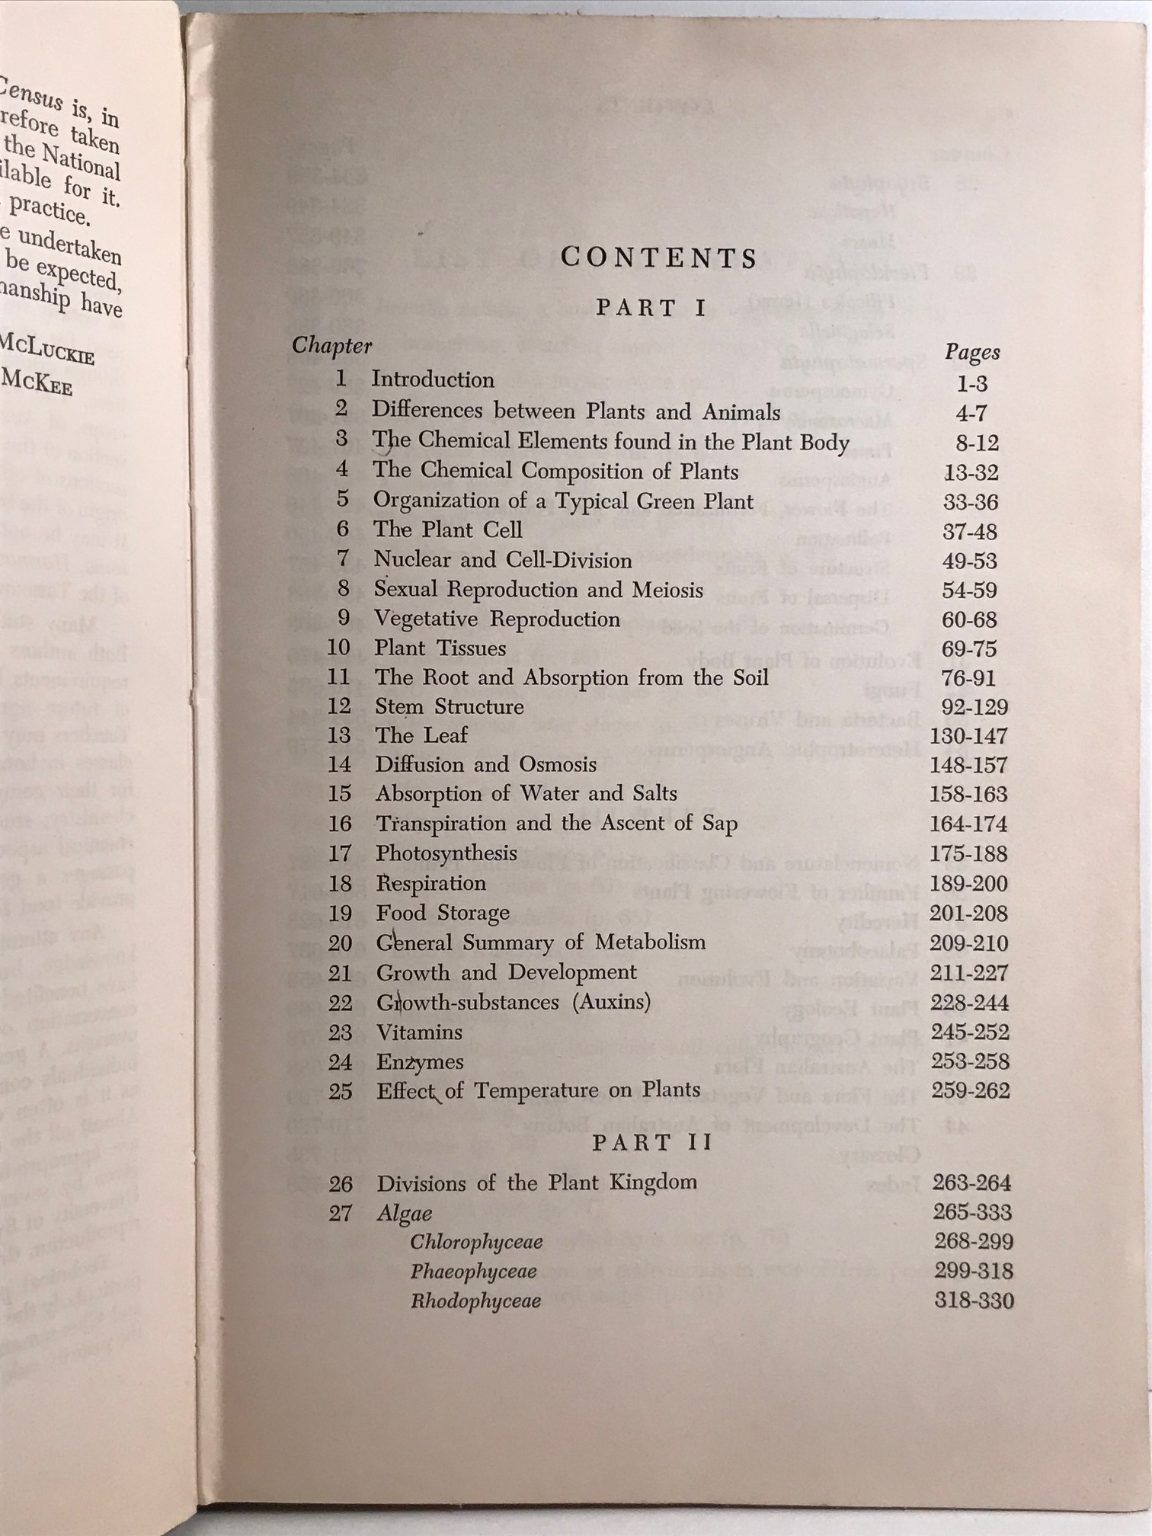 Census is, in
refore taken
the National
ilable for it.
practice.
e undertaken
be expected,
manship have
McLUCKIE
McKEE
CONTENTS
PART I
Chapter Pages
1 Introduction 1-3
2 Differences between Plants and Animals 4-7
3 The Chemical Elements found in the Plant Body 8-12
4 The Chemical Composition of Plants 13-32
5 Organization of a Typical Green Plant 33-36
6 The Plant Cell 37-48
7 Nuclear and Cell-Division 49-53
8 Sexual Reproduction and Meiosis 54-59
9 Vegetative Reproduction 60-68
10 Plant Tissues 69-75
11 The Root and Absorption from the Soil 76-91
12 Stem Structure 92-129
13 The Leaf 130-147
14 Diffusion and Osmosis 148-157
15 Absorption of Water and Salts 158-163
16 Transpiration and the Ascent of Sap 164-174
17 Photosynthesis 175-188
18 Respiration 189-200
19 Food Storage 201-208
20 General Summary of Metabolism 209-210
21 Growth and Development 211-227
22 Growth-substances (Auxins) 228-244
23 Vitamins 245-252
24 Enzymes 253-258
25 Effect of Temperature on Plants 259-262
PART II
26 Divisions of the Plant Kingdom 263-264
27 Algae 265-333
Chlorophyceae 268-299
Phaeophyceae 299-318
Rhodophyceae 318-330